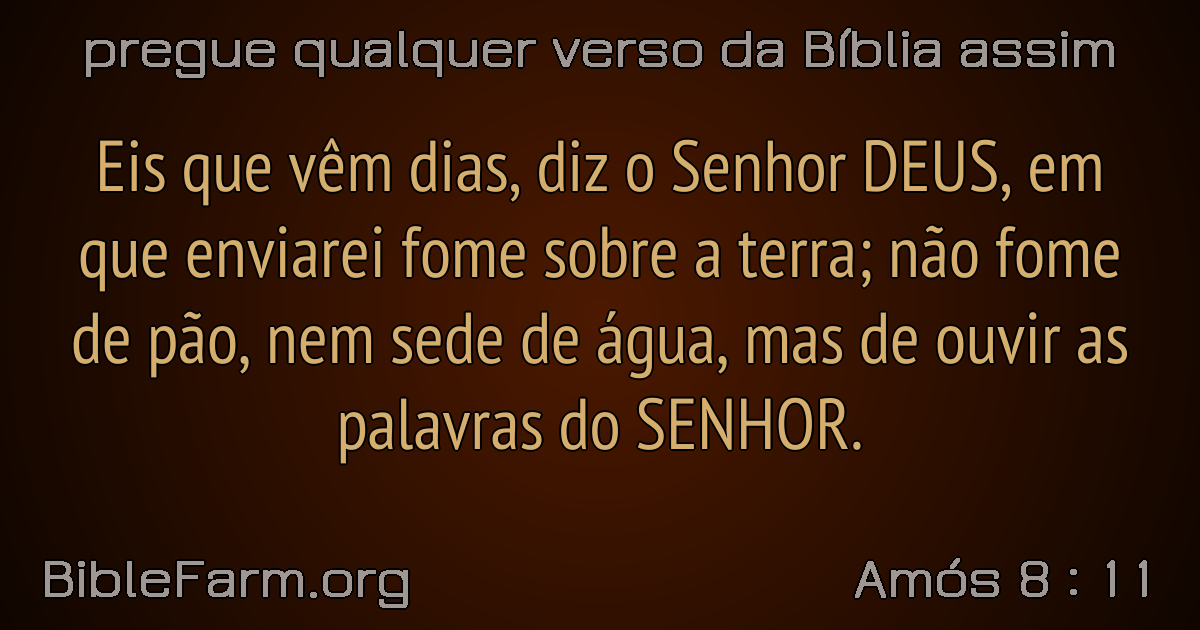 pregue qualquer verso da Bíblia assim
Eis que vêm dias, diz o Senhor DEUS, em
que enviarei fome sobre a terra; não fome
de pão, nem sede de água, mas de ouvir as
palavras do SENHOR.
BibleFarm.org
Amós 8 : 11